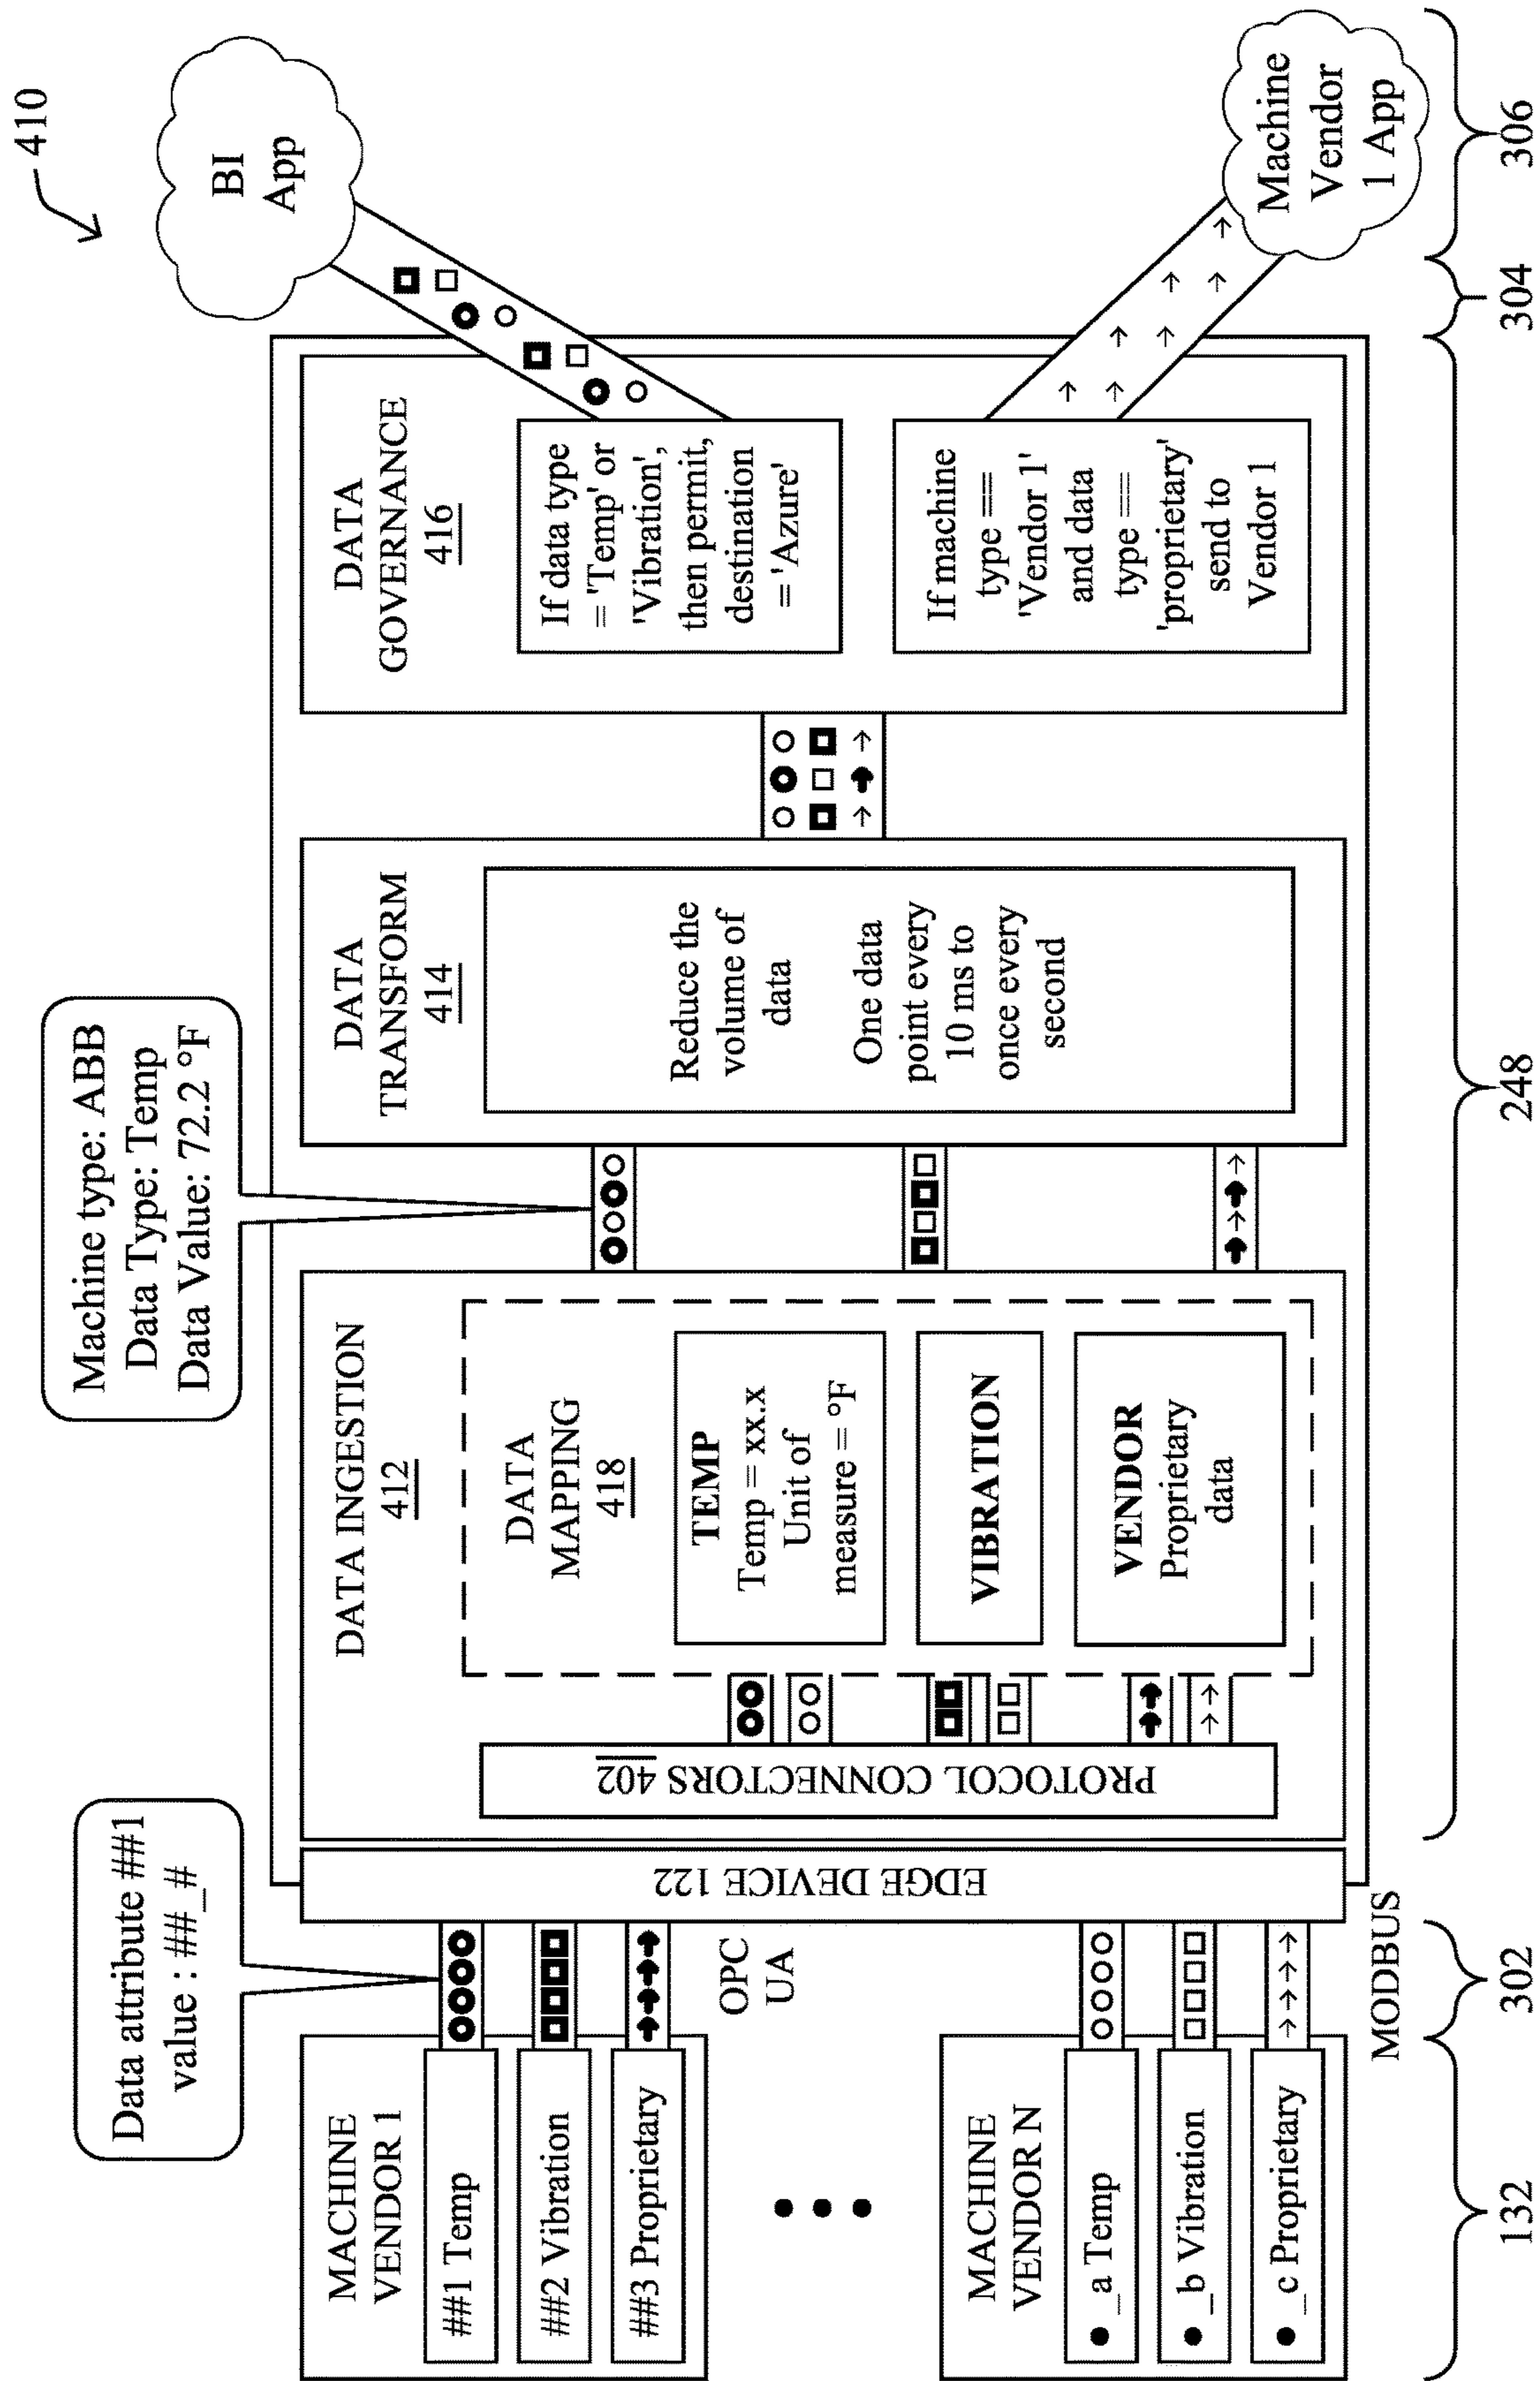 410
Data attribute ##1
value : ##_#
Machine type: ABB
Data Type: Temp
Data Value: 72.2 °F
BI
App
MACHINE
VENDOR 1
##1 Temp
##2 Vibration
##3 Proprietary
OPC
UA
MACHINE
VENDOR N
● _a Temp
● _b Vibration
● _c Proprietary
MODBUS
EDGE DEVICE 122
DATA INGESTION
412
PROTOCOL CONNECTORS 402
DATA
MAPPING
418
TEMP
Temp = xx.x
Unit of
measure = °F
VIBRATION
VENDOR
Proprietary
data
DATA
TRANSFORM
414
Reduce the
volume of
data
One data
point every
10 ms to
once every
second
DATA
GOVERNANCE
416
If data type
= 'Temp' or
'Vibration',
then permit,
destination
= 'Azure'
If machine
type ==
'Vendor 1'
and data
type ==
'proprietary'
send to
Vendor 1
Machine
Vendor
1 App
132
302
248
304
306